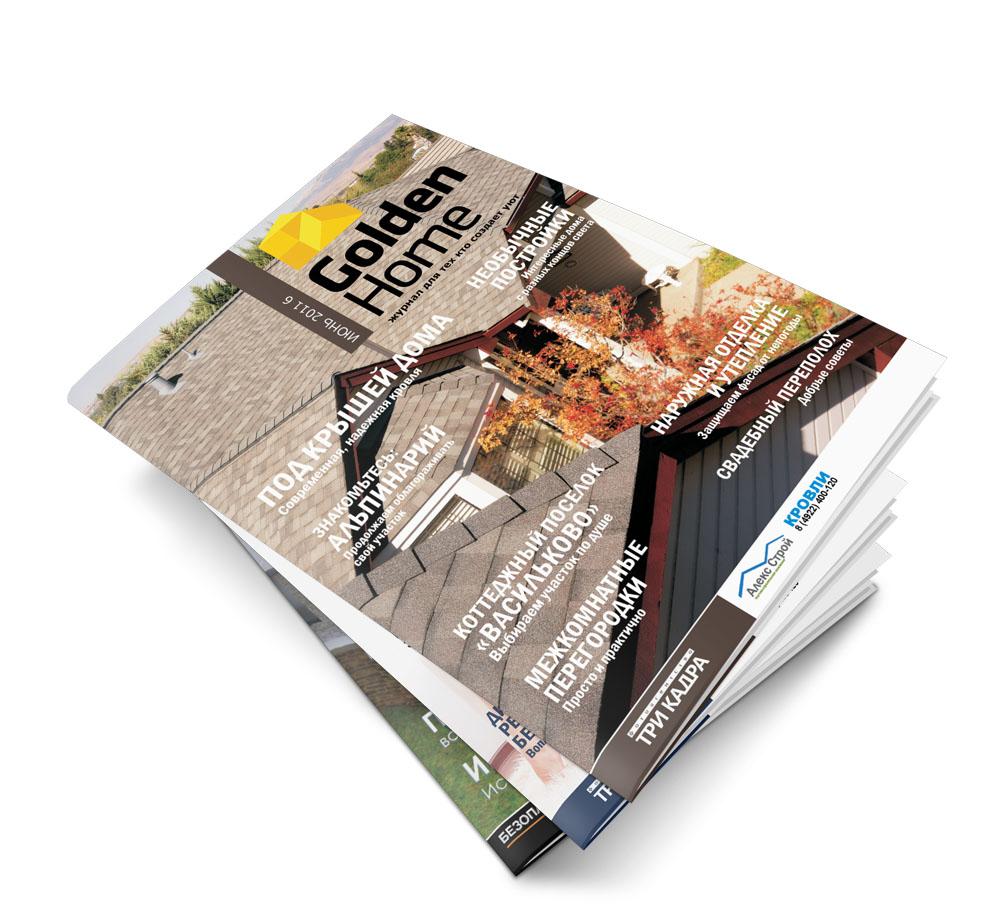 Golden
Home
журнал для тех кто создает уют
ИЮНЬ 2011 6
НЕОБЫЧНЫЕ
ПОСТРОЙКИ
Интересные дома
с разных концов света
ПОД КРЫШЕЙ ДОМА
Современная, надежная кровля
НАРУЖНАЯ ОТДЕЛКА
И УТЕПЛЕНИЕ
Защищаем фасад от непогоды
ЗНАКОМЬТЕСЬ:
АЛЬПИНАРИЙ
Продолжаем облагораживать
свой участок
СВАДЕБНЫЙ ПЕРЕПОЛОХ
Добрые советы
КОТТЕДЖНЫЙ ПОСЕЛОК
«ВАСИЛЬКОВО»
Выбираем участок по душе
МЕЖКОМНАТНЫЕ
ПЕРЕГОРОДКИ
Просто и практично
Алекс Строй
КРОВЛИ
8 (4922) 400-120
ТРИ КАДРА